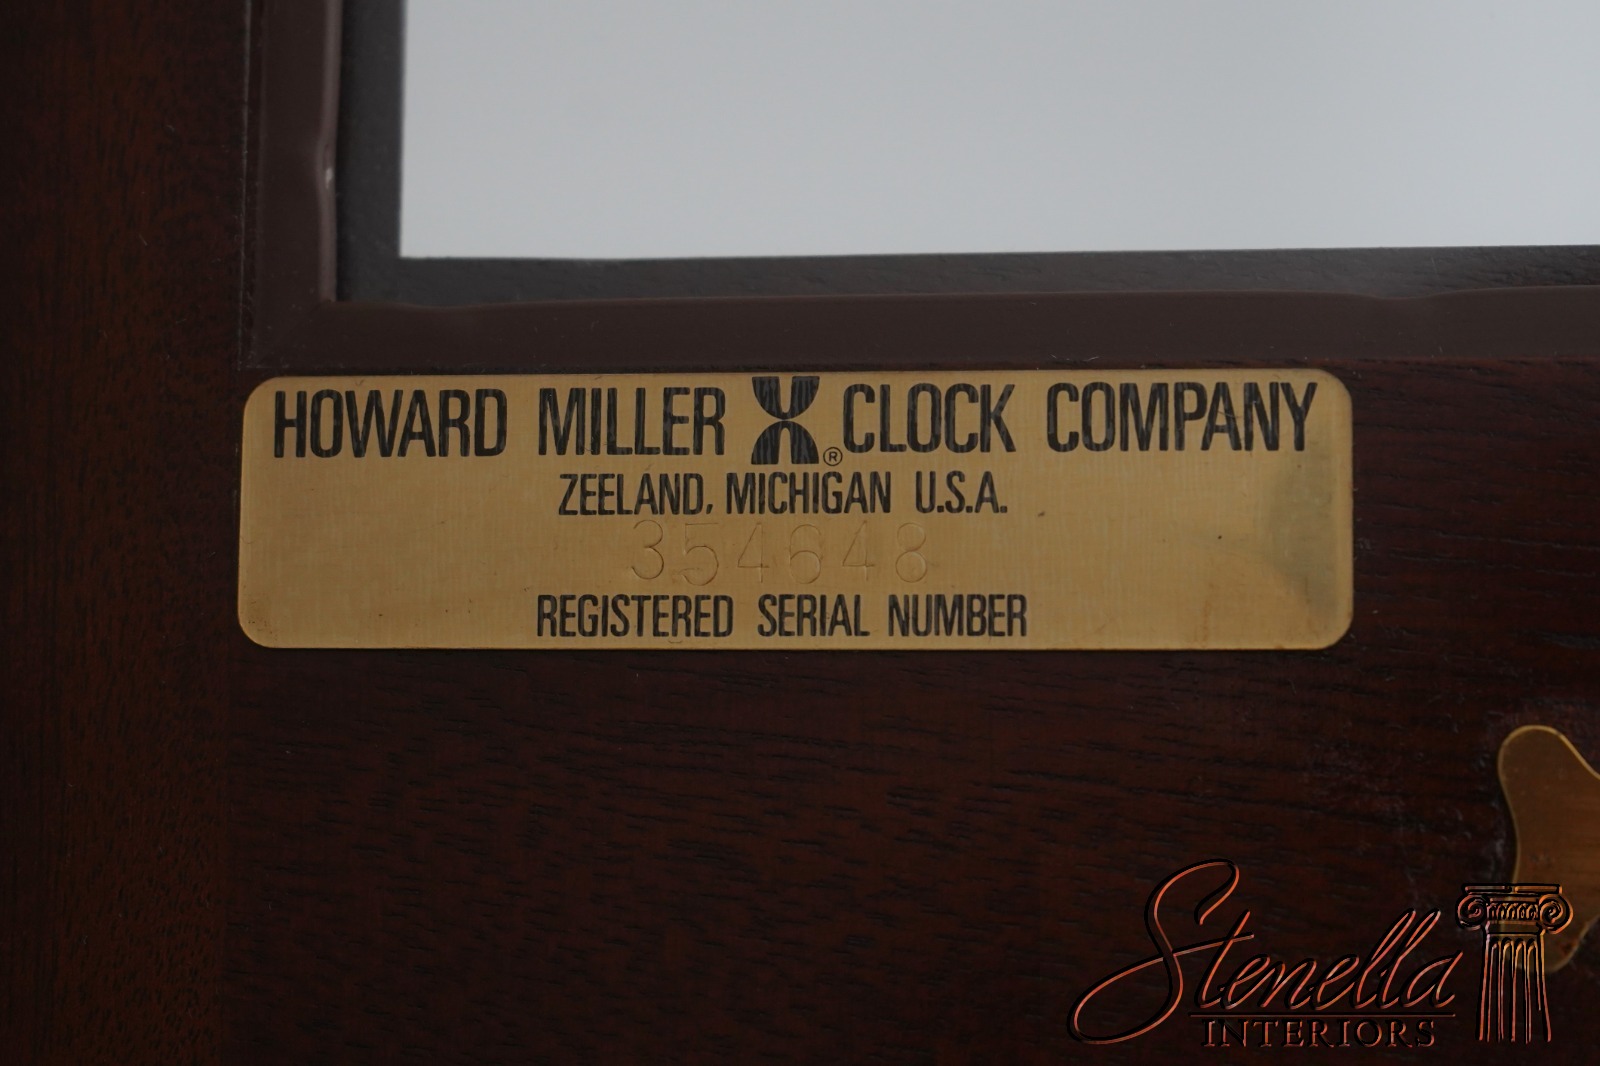 HOWARD MILLER ® CLOCK COMPANY
ZEELAND, MICHIGAN U.S.A.
354648
REGISTERED SERIAL NUMBER
Stenella
INTERIORS